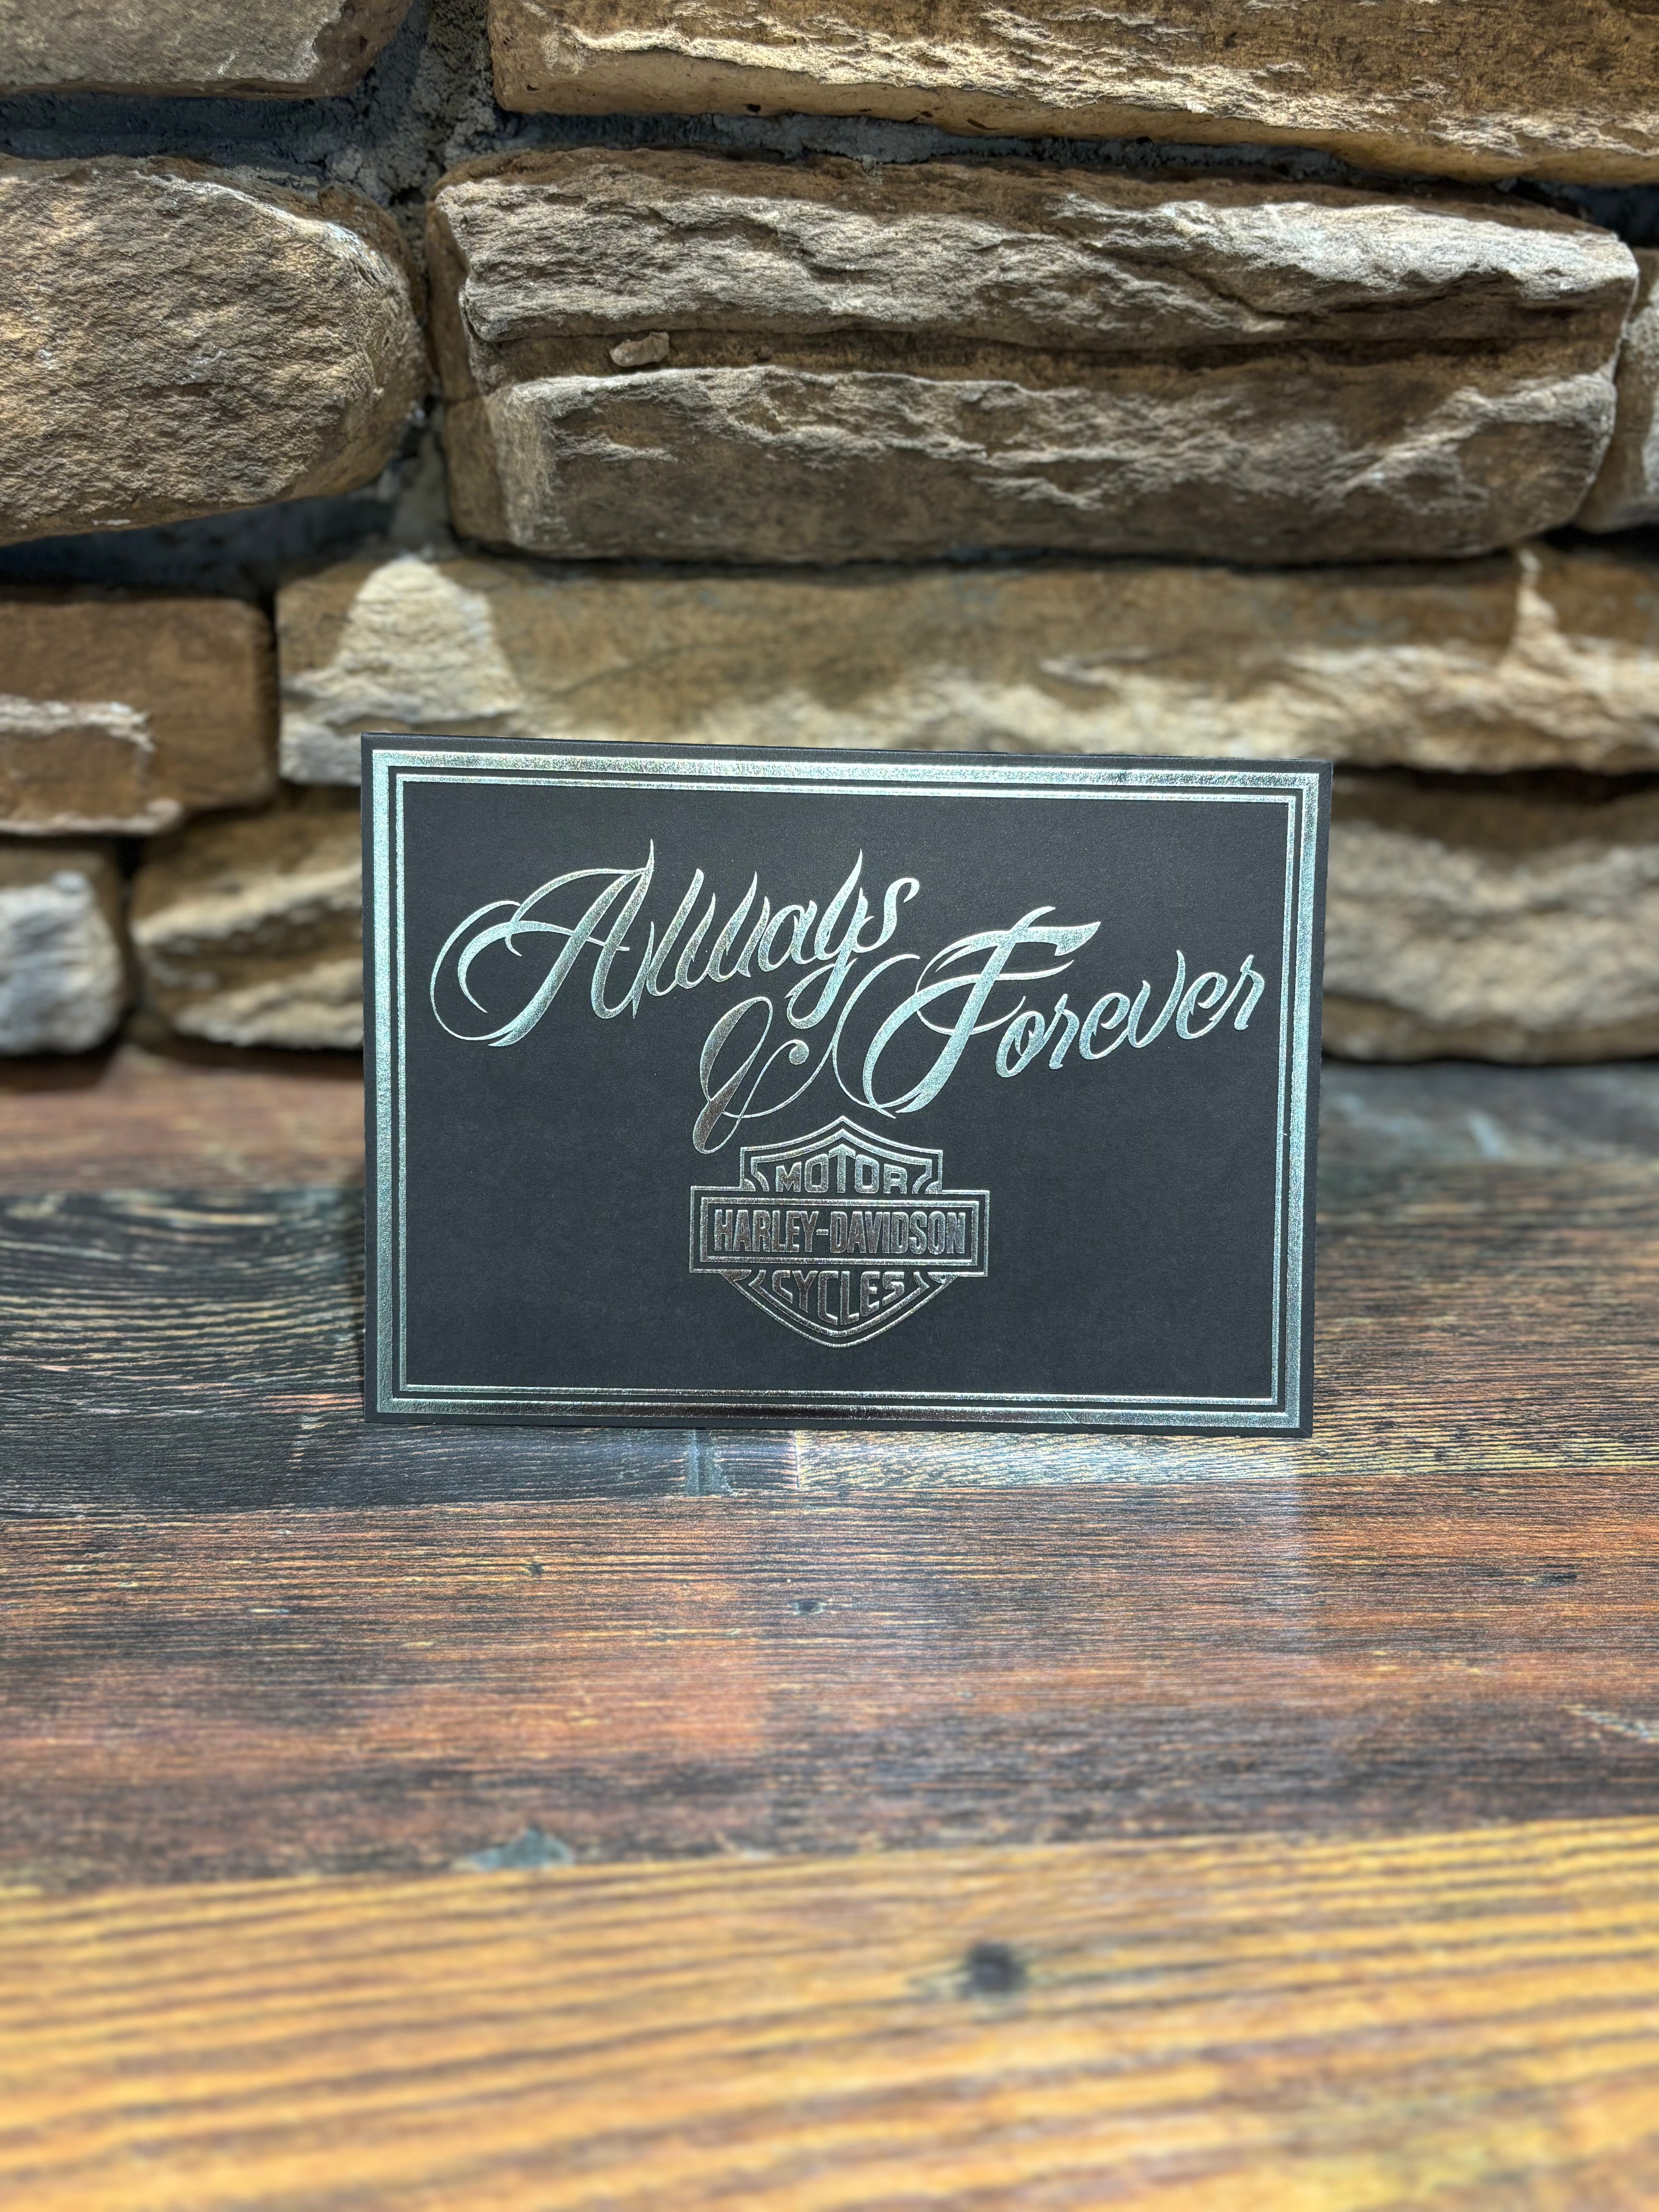 Always
& Forever
MOTOR
HARLEY-DAVIDSON
CYCLES